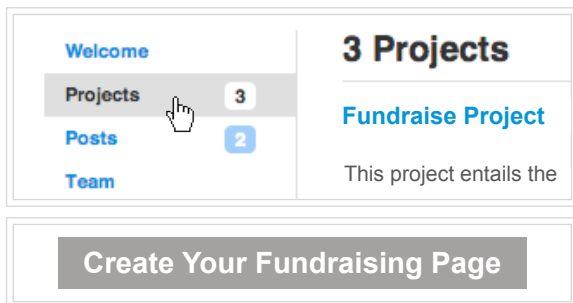 Welcome
Projects 3
Posts 2
Team
3 Projects
Fundraise Project
This project entails the
Create Your Fundraising Page